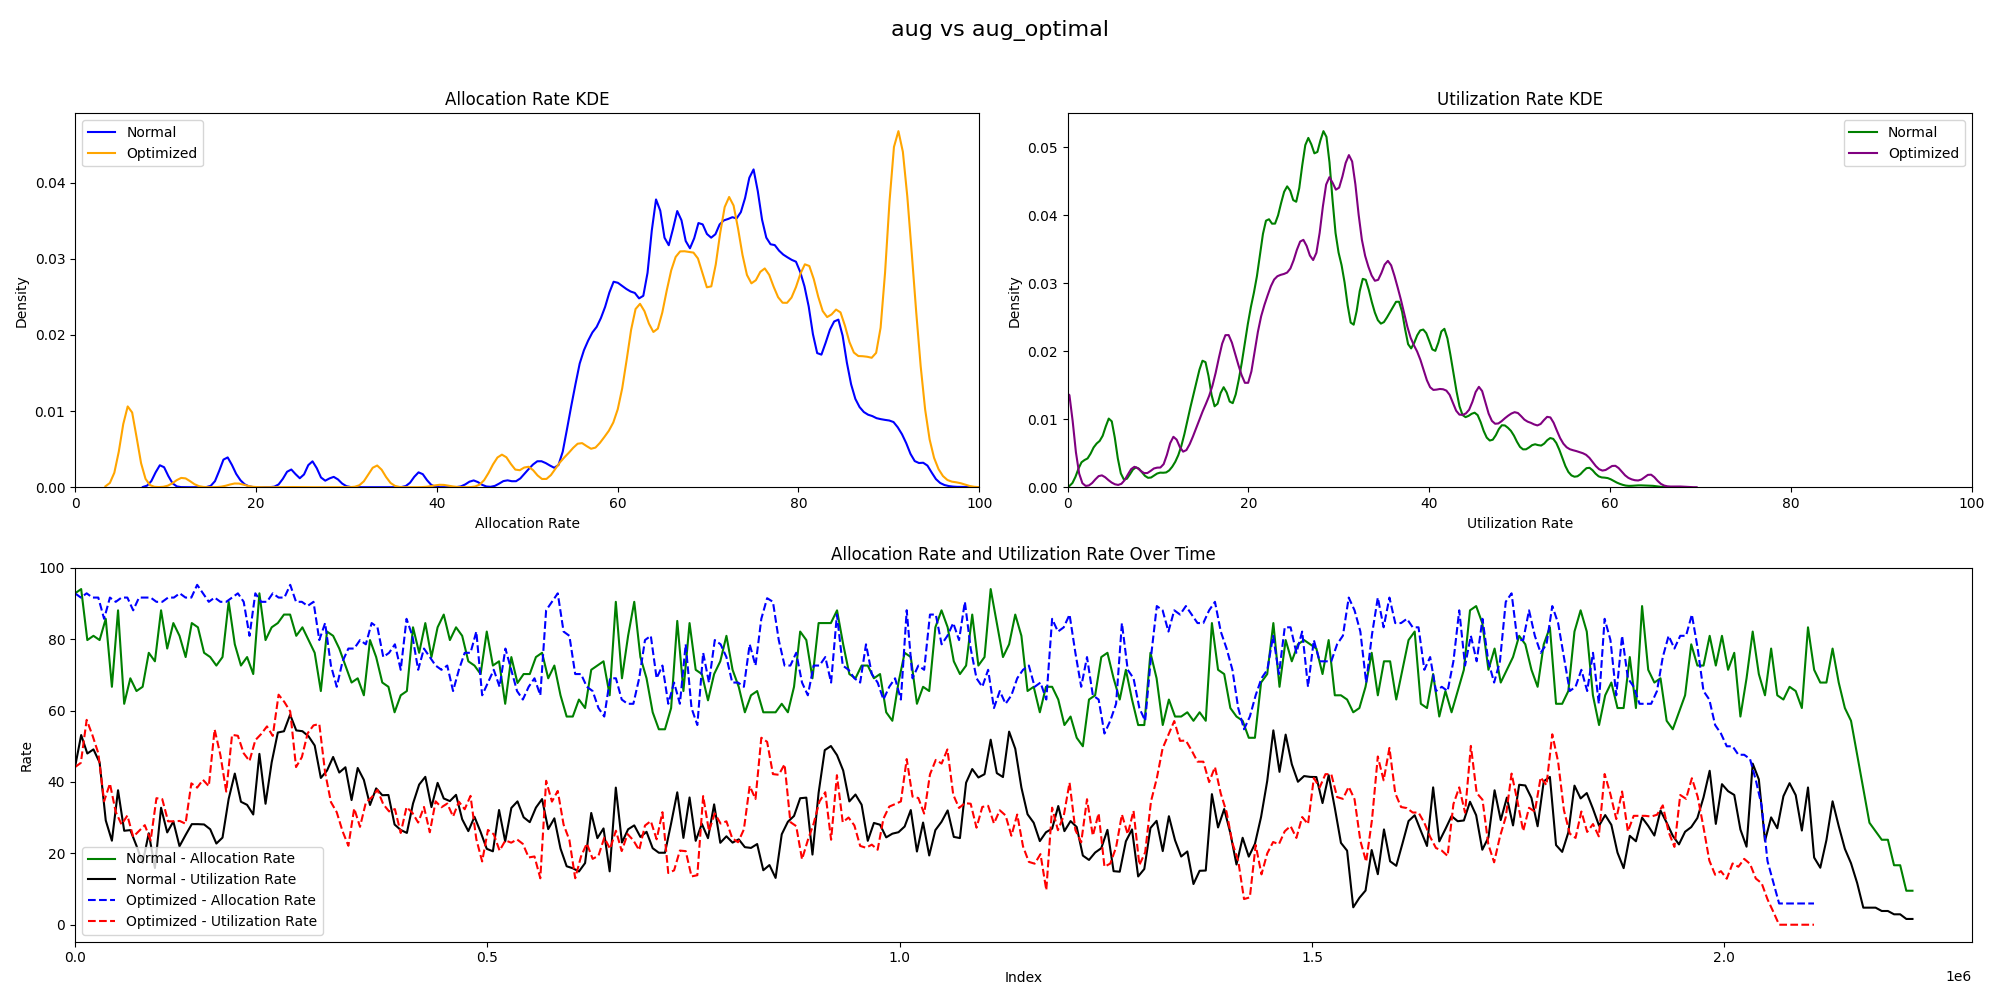 aug vs aug_optimal
Allocation Rate KDE
Normal
Optimized
0.04
0.03
0.02
0.01
0.00
Density
0
20
40
60
80
100
Allocation Rate
Utilization Rate KDE
Normal
Optimized
0.05
0.04
0.03
0.02
0.01
0.00
Density
0
20
40
60
80
100
Utilization Rate
Allocation Rate and Utilization Rate Over Time
100
80
60
40
20
0
Rate
Normal - Allocation Rate
Normal - Utilization Rate
Optimized - Allocation Rate
Optimized - Utilization Rate
0.0
0.5
1.0
1.5
2.0
1e6
Index